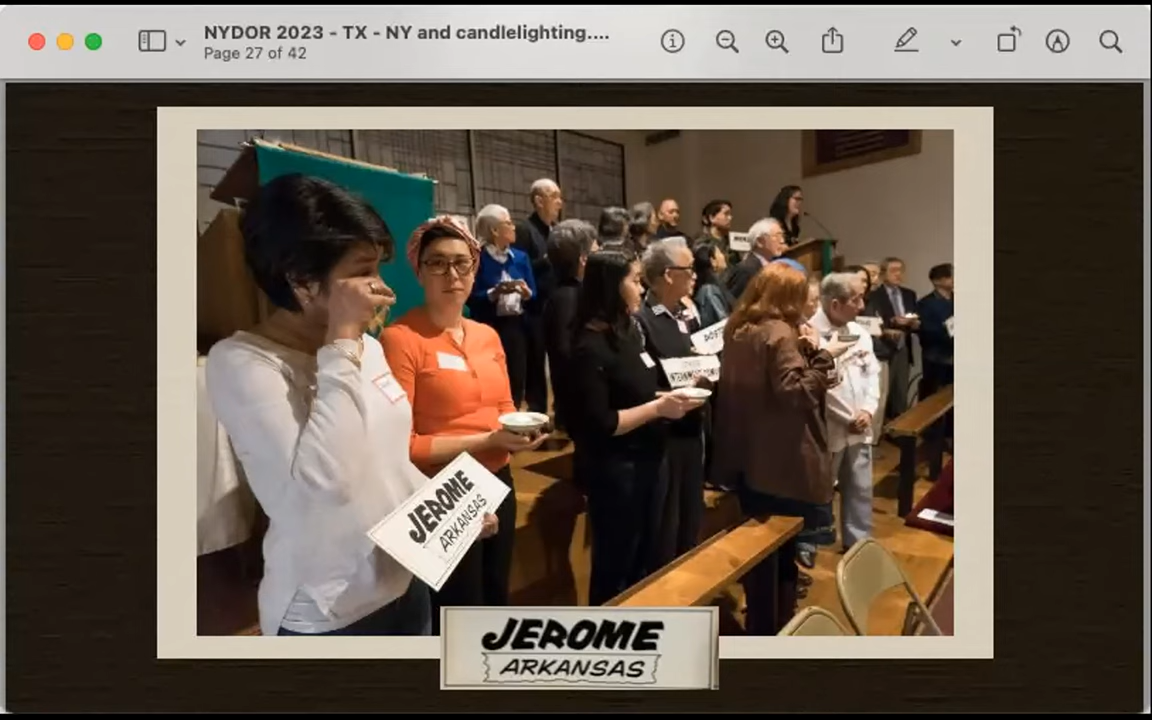 NYDOR 2023 - TX - NY and candlelighting....
Page 27 of 42
JEROME
ARKANSAS
JEROME
ARKANSAS